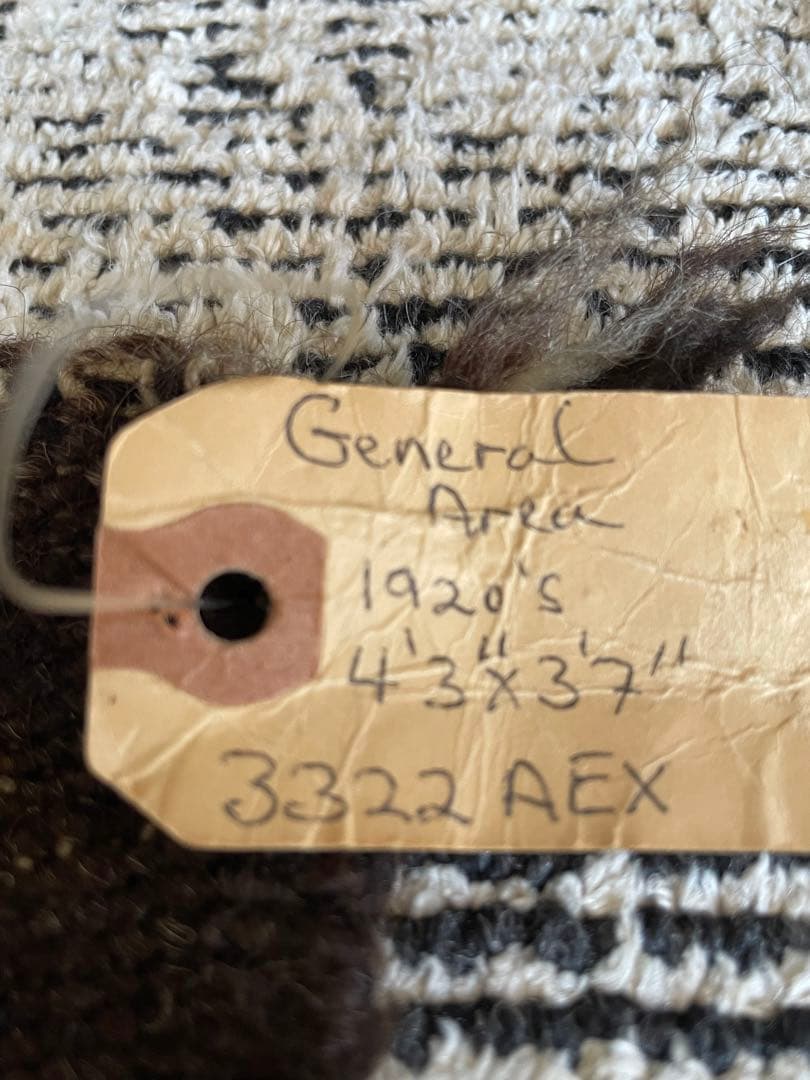 General
Area
1920's
4'3"x3'7"
3322 AEX